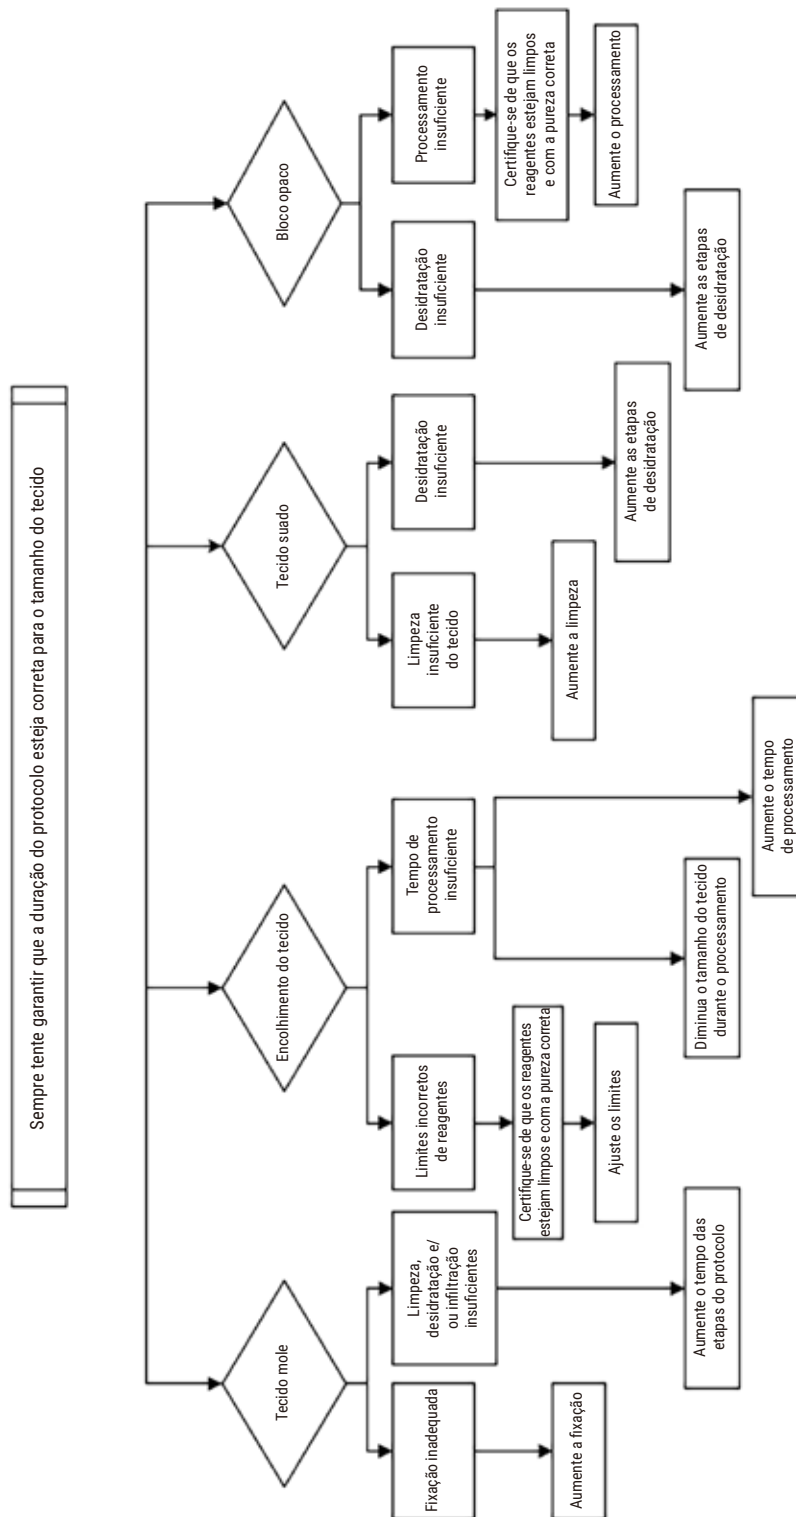 Sempre tente garantir que a duração do protocolo esteja correta para o tamanho do tecido
Tecido mole
Encolhimento do tecido
Tecido suado
Bloco opaco
Fixação inadequada
Limpeza,
desidratação e/
ou infiltração
insuficientes
Limites incorretos
de reagentes
Tempo de
processamento
insuficiente
Limpeza
insuficiente
do tecido
Desidratação
insuficiente
Desidratação
insuficiente
Processamento
insuficiente
Certifique-se de que os reagentes
estejam limpos e com a pureza correta
Certifique-se de que os
reagentes estejam limpos
e com a pureza correta
Aumente a fixação
Ajuste os limites
Aumente a limpeza
Aumente o processamento
Aumente o tempo das
etapas do protocolo
Diminua o tamanho do tecido
durante o processamento
Aumente as etapas
de desidratação
Aumente as etapas
de desidratação
Aumente o tempo
de processamento